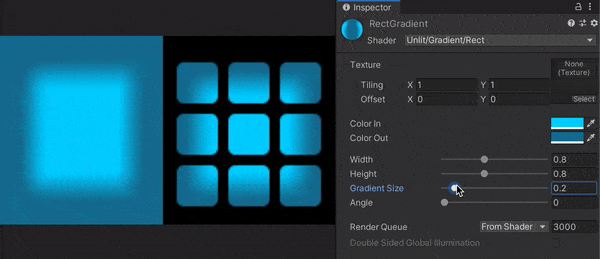 Inspector
RectGradient
Shader Unlit/Gradient/Rect
Texture
None
(Texture)
Tiling X 1 Y 1
Offset X 0 Y 0
Select
Color In
Color Out
Width 0.8
Height 0.8
Gradient Size 0.2
Angle 0
Render Queue From Shader 3000
Double Sided Global Illumination